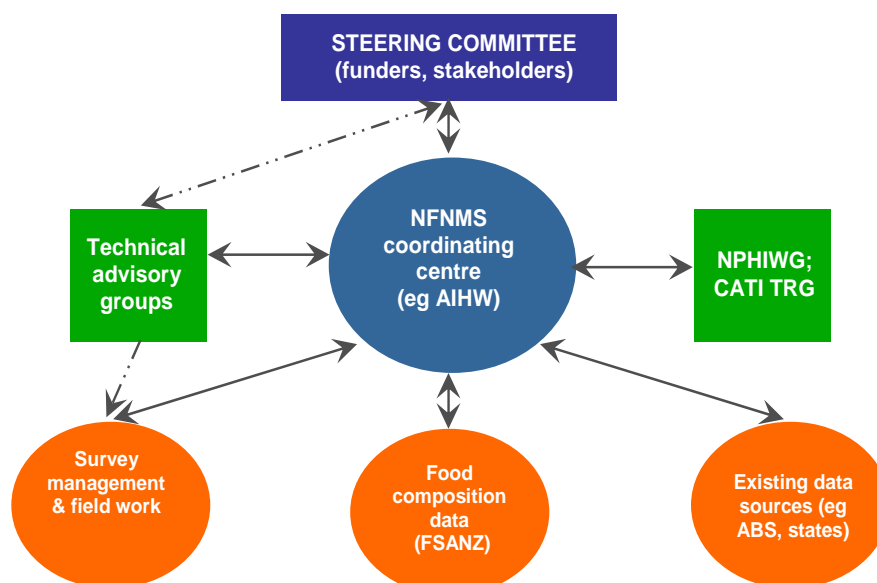 STEERING COMMITTEE
(funders, stakeholders)
NFNMS
coordinating
centre
(eg AIHW)
Technical
advisory
groups
NPHIWG;
CATI TRG
Survey
management
& field work
Food
composition
data
(FSANZ)
Existing data
sources (eg
ABS, states)